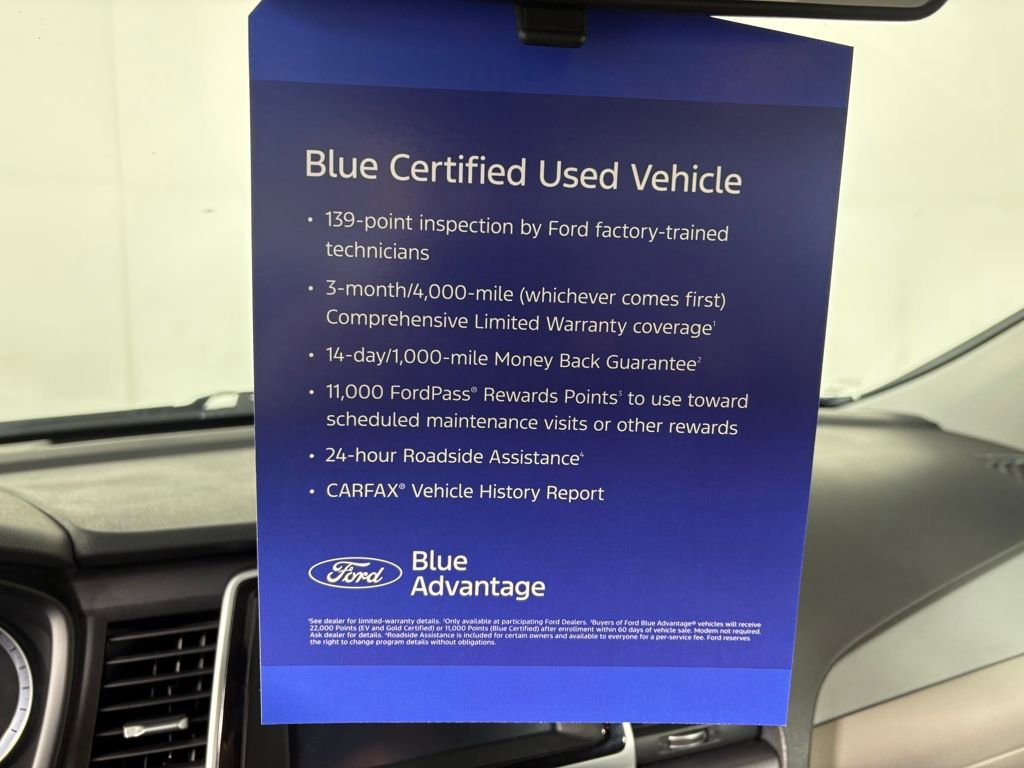 Blue Certified Used Vehicle
• 139-point inspection by Ford factory-trained
technicians
• 3-month/4,000-mile (whichever comes first)
Comprehensive Limited Warranty coverage¹
• 14-day/1,000-mile Money Back Guarantee²
• 11,000 FordPass® Rewards Points³ to use toward
scheduled maintenance visits or other rewards
• 24-hour Roadside Assistance⁴
• CARFAX® Vehicle History Report
Ford
Blue
Advantage
¹See dealer for limited-warranty details. ²Only available at participating Ford Dealers. ³Buyers of Ford Blue Advantage® vehicles will receive
22,000 Points (EV and Gold Certified) or 11,000 Points (Blue Certified) after enrollment within 60 days of vehicle sale. Modem not required.
Ask dealer for details. ⁴Roadside Assistance is included for certain owners and available to everyone for a per-service fee. Ford reserves
the right to change program details without obligations.